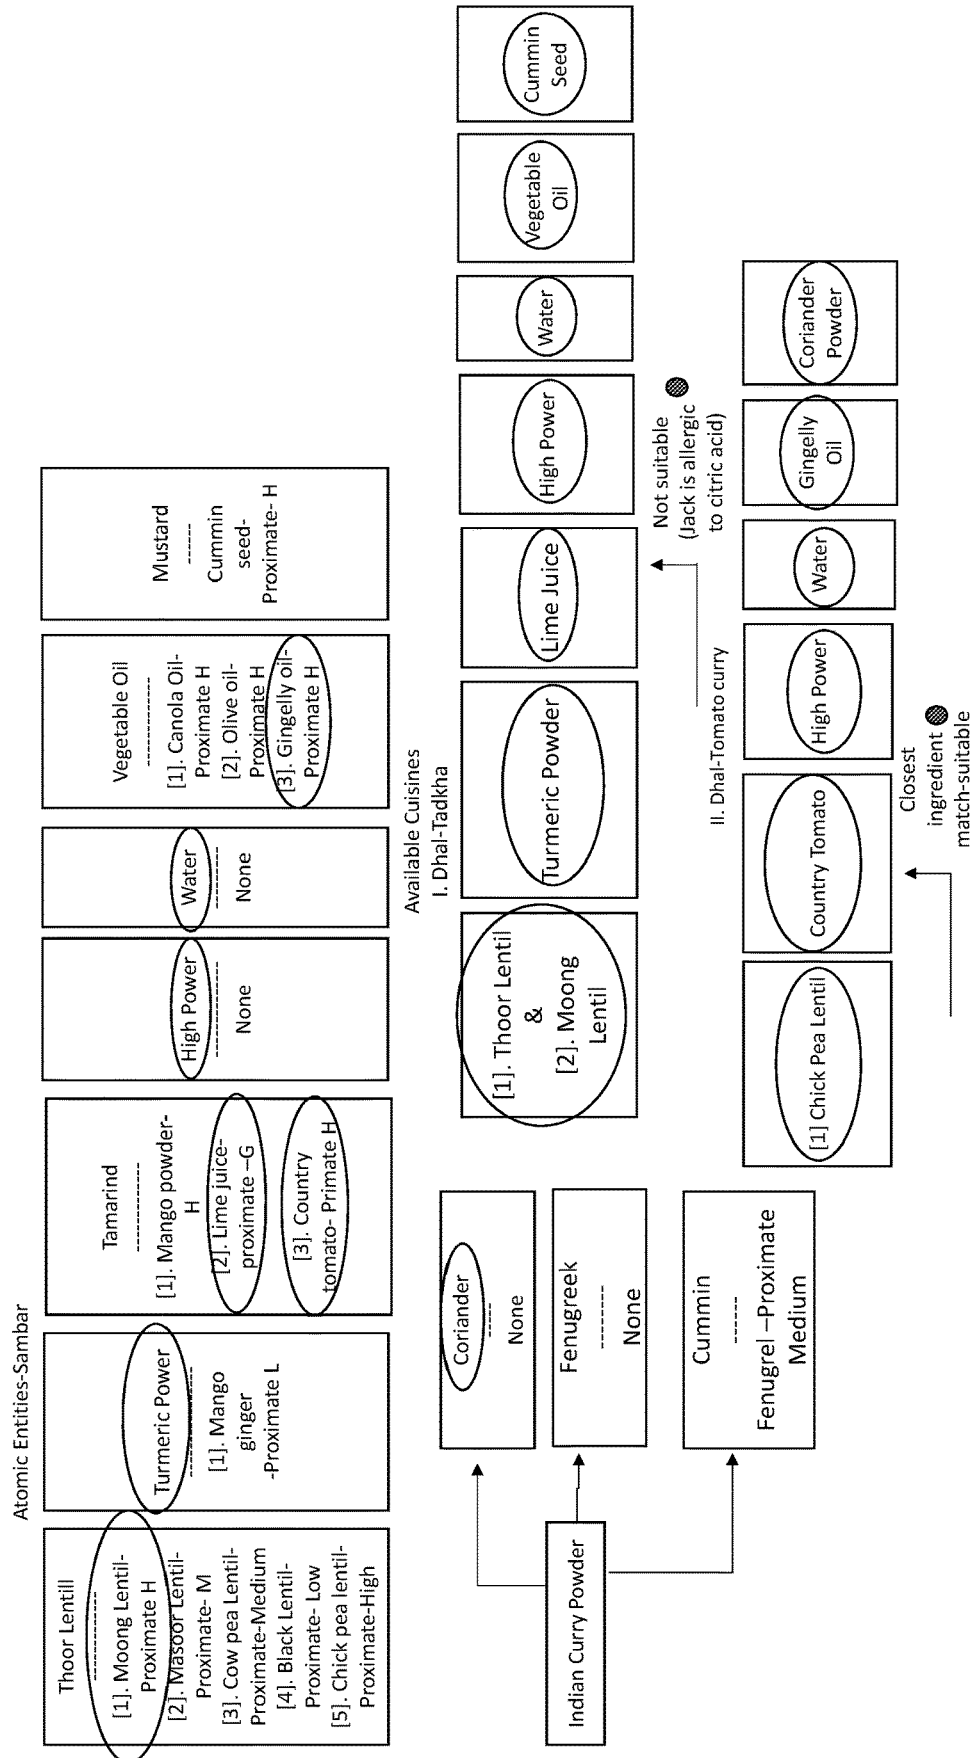 Atomic Entities-Sambar
Thoor Lentill
------------
[1]. Moong Lentil-
Proximate H
[2]. Masoor Lentil-
Proximate- M
[3]. Cow pea Lentil-
Proximate-Medium
[4]. Black Lentil-
Proximate- Low
[5]. Chick pea lentil-
Proximate-High
Turmeric Power
------------------
[1]. Mango
ginger
-Proximate L
Tamarind
------------
[1]. Mango powder-
H
[2]. Lime juice-
proximate –G
[3]. Country
tomato- Primate H
High Power
------------
None
Water
------------
None
Vegetable Oil
------------
[1]. Canola Oil-
Proximate H
[2]. Olive oil-
Proximate H
[3]. Gingelly oil-
Proximate H
Mustard
------
Cummin
seed-
Proximate- H
Indian Curry Powder
Coriander
-----
None
Fenugreek
--------
None
Cummin
-----
Fenugrel –Proximate
Medium
Available Cuisines
I. Dhal-Tadkha
[1]. Thoor Lentil
&
[2]. Moong
Lentil
Turmeric Powder
Lime Juice
High Power
Water
Vegetable
Oil
Cummin
Seed
Not suitable
(Jack is allergic
to citric acid)
II. Dhal-Tomato curry
[1] Chick Pea Lentil
Country Tomato
High Power
Water
Gingelly
Oil
Coriander
Powder
Closest
ingredient
match-suitable